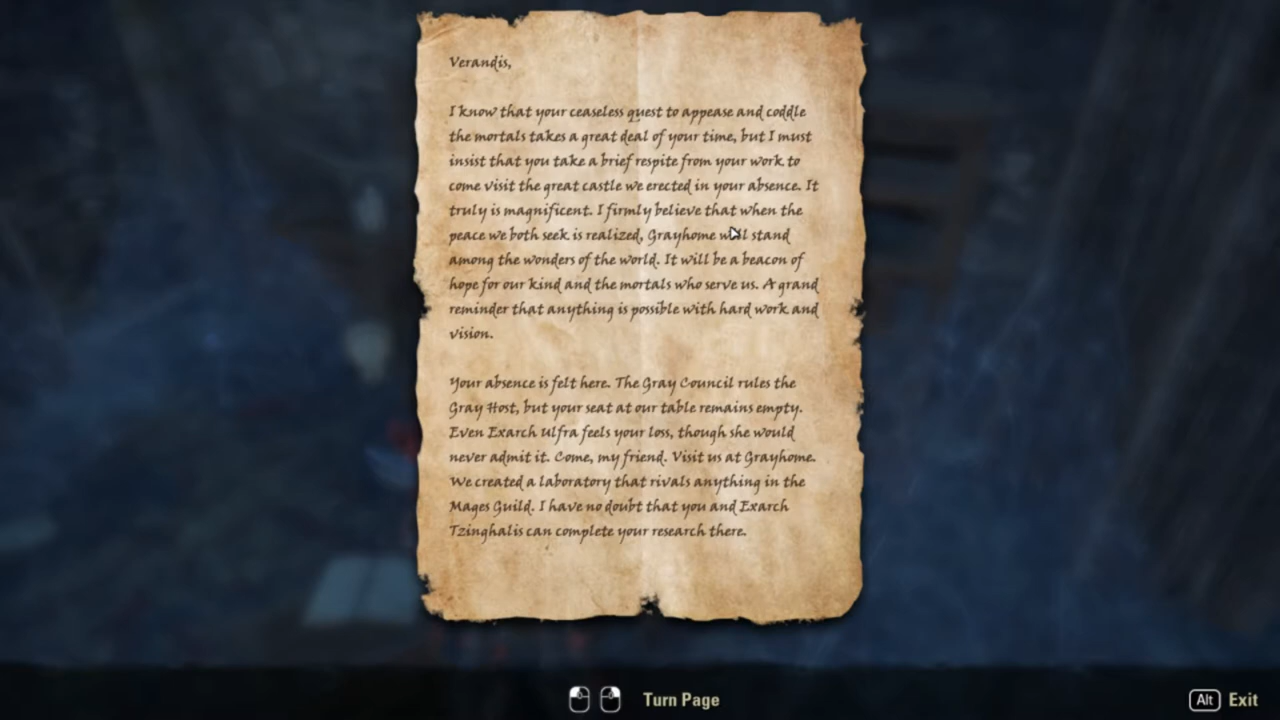 Verandis,
I know that your ceaseless quest to appease and coddle
the mortals takes a great deal of your time, but I must
insist that you take a brief respite from your work to
come visit the great castle we erected in your absence. It
truly is magnificent. I firmly believe that when the
peace we both seek is realized, Grayhome will stand
among the wonders of the world. It will be a beacon of
hope for our kind and the mortals who serve us. A grand
reminder that anything is possible with hard work and
vision.
Your absence is felt here. The Gray Council rules the
Gray Host, but your seat at our table remains empty.
Even Exarch Ulfra feels your loss, though she would
never admit it. Come, my friend. Visit us at Grayhome.
We created a laboratory that rivals anything in the
Mages Guild. I have no doubt that you and Exarch
Tzinghalis can complete your research there.
Turn Page
Alt Exit